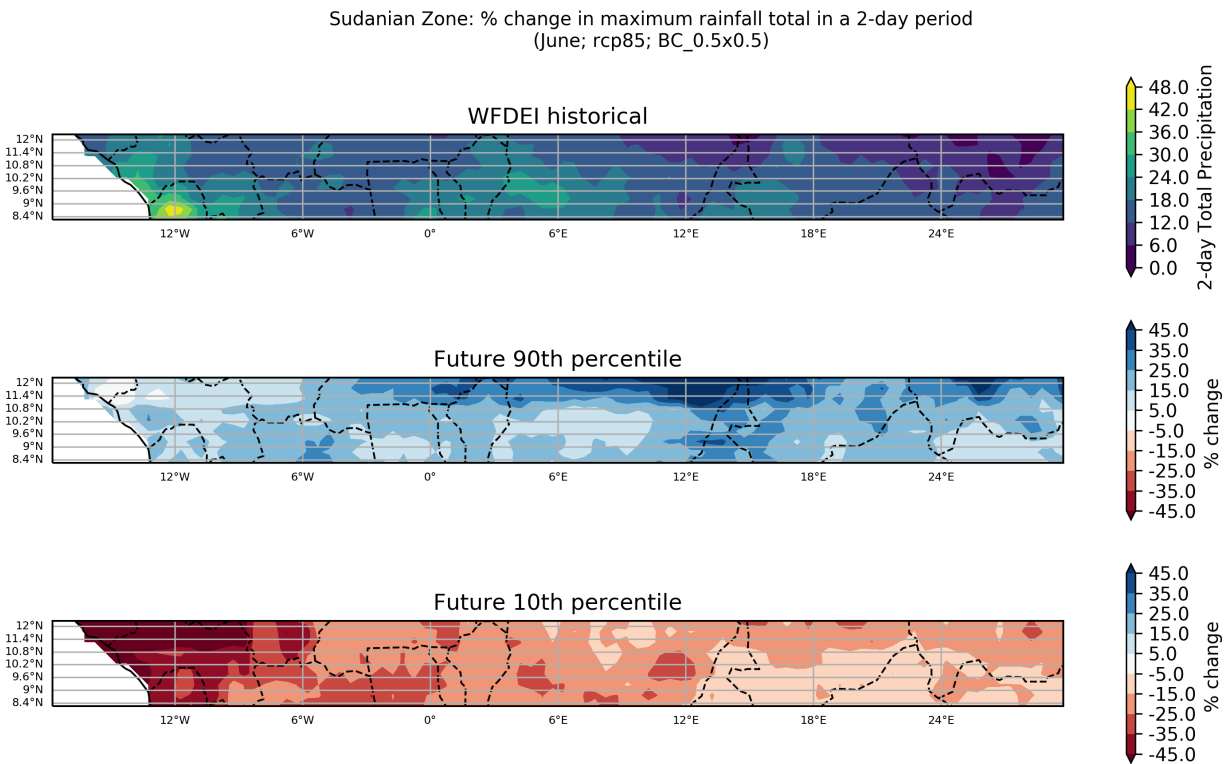 Sudanian Zone: % change in maximum rainfall total in a 2-day period
(June; rcp85; BC_0.5x0.5)
WFDEI historical
12°N
11.4°N
10.8°N
10.2°N
9.6°N
9°N
8.4°N
12°W
6°W
0°
6°E
12°E
18°E
24°E
48.0
42.0
36.0
30.0
24.0
18.0
12.0
6.0
0.0
2-day Total Precipitation
Future 90th percentile
12°N
11.4°N
10.8°N
10.2°N
9.6°N
9°N
8.4°N
12°W
6°W
0°
6°E
12°E
18°E
24°E
45.0
35.0
25.0
15.0
5.0
-5.0
-15.0
-25.0
-35.0
-45.0
% change
Future 10th percentile
12°N
11.4°N
10.8°N
10.2°N
9.6°N
9°N
8.4°N
12°W
6°W
0°
6°E
12°E
18°E
24°E
45.0
35.0
25.0
15.0
5.0
-5.0
-15.0
-25.0
-35.0
-45.0
% change